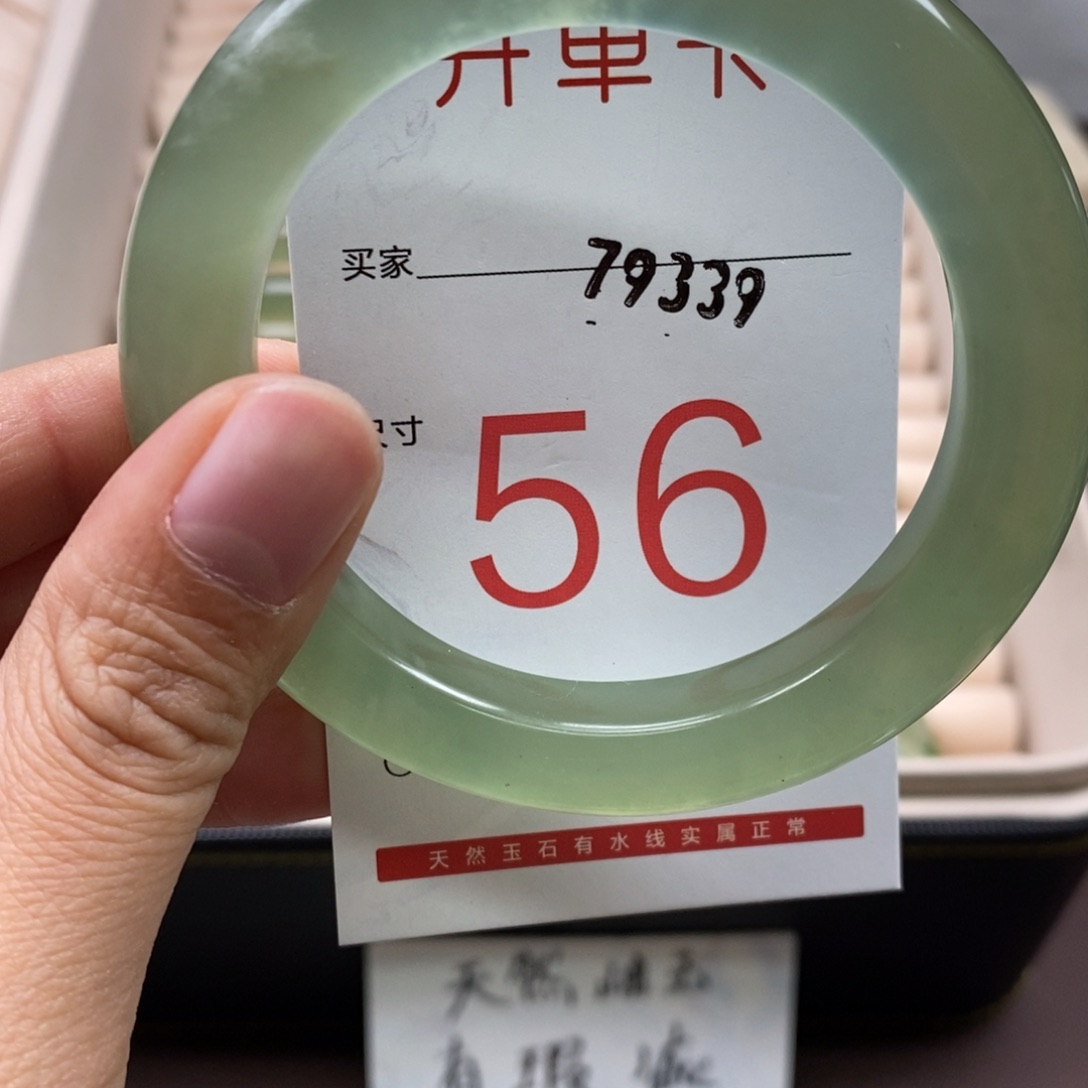 开单卡
买家 79339
尺寸 56
天然玉石有水线实属正常
天然